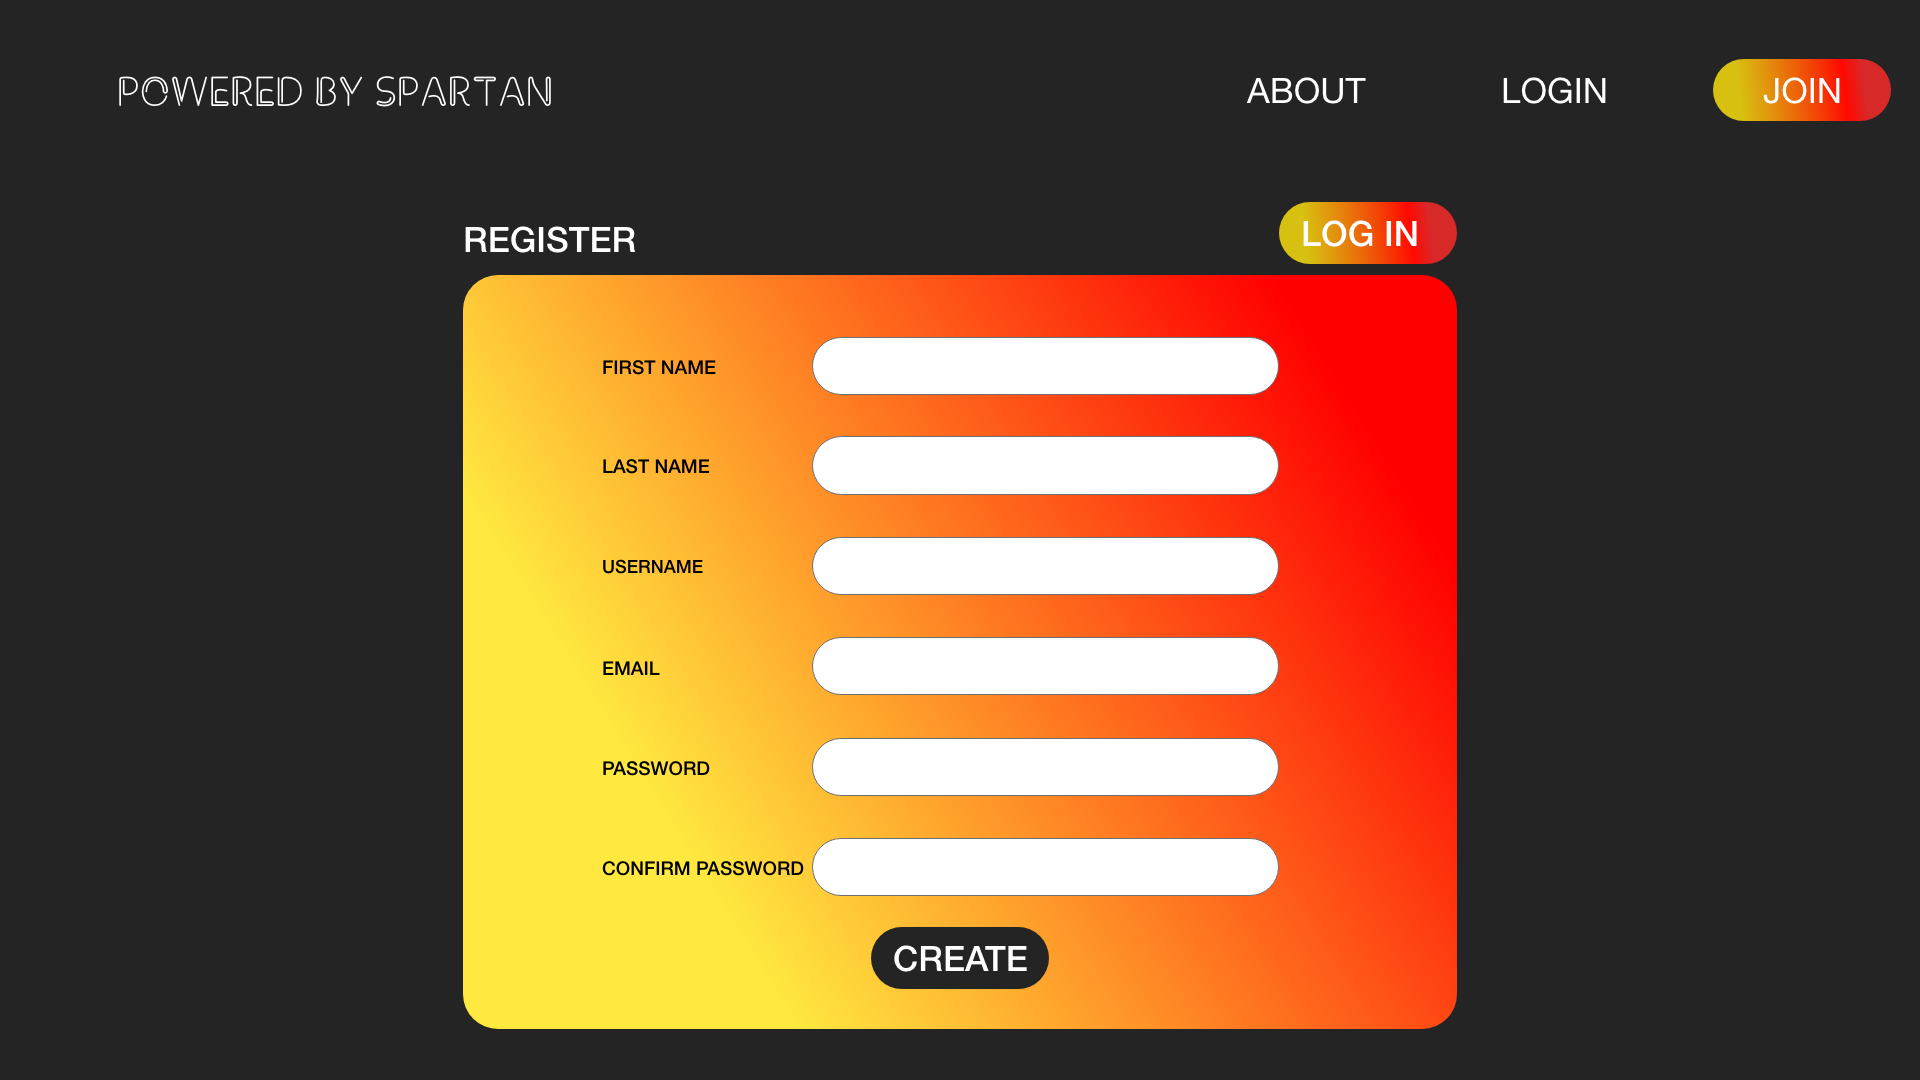 POWERED BY SPARTAN
ABOUT
LOGIN
JOIN
REGISTER
LOG IN
FIRST NAME
LAST NAME
USERNAME
EMAIL
PASSWORD
CONFIRM PASSWORD
CREATE